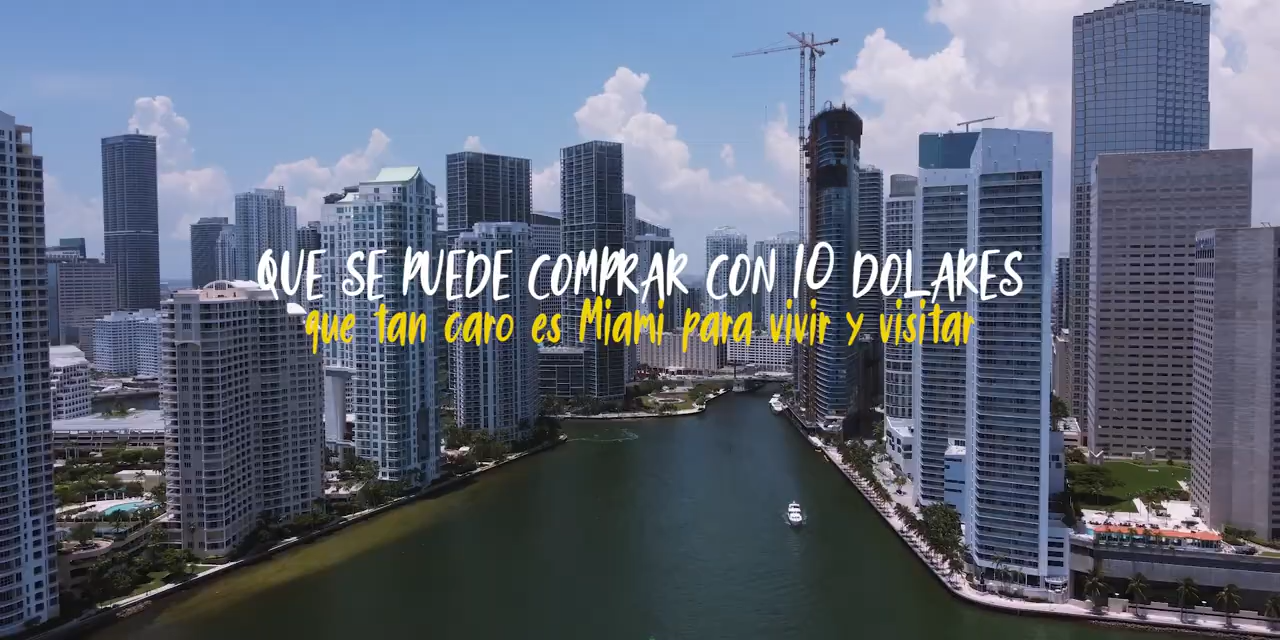 QUE SE PUEDE COMPRAR CON 10 DOLARES
que tan caro es Miami para vivir y visitar